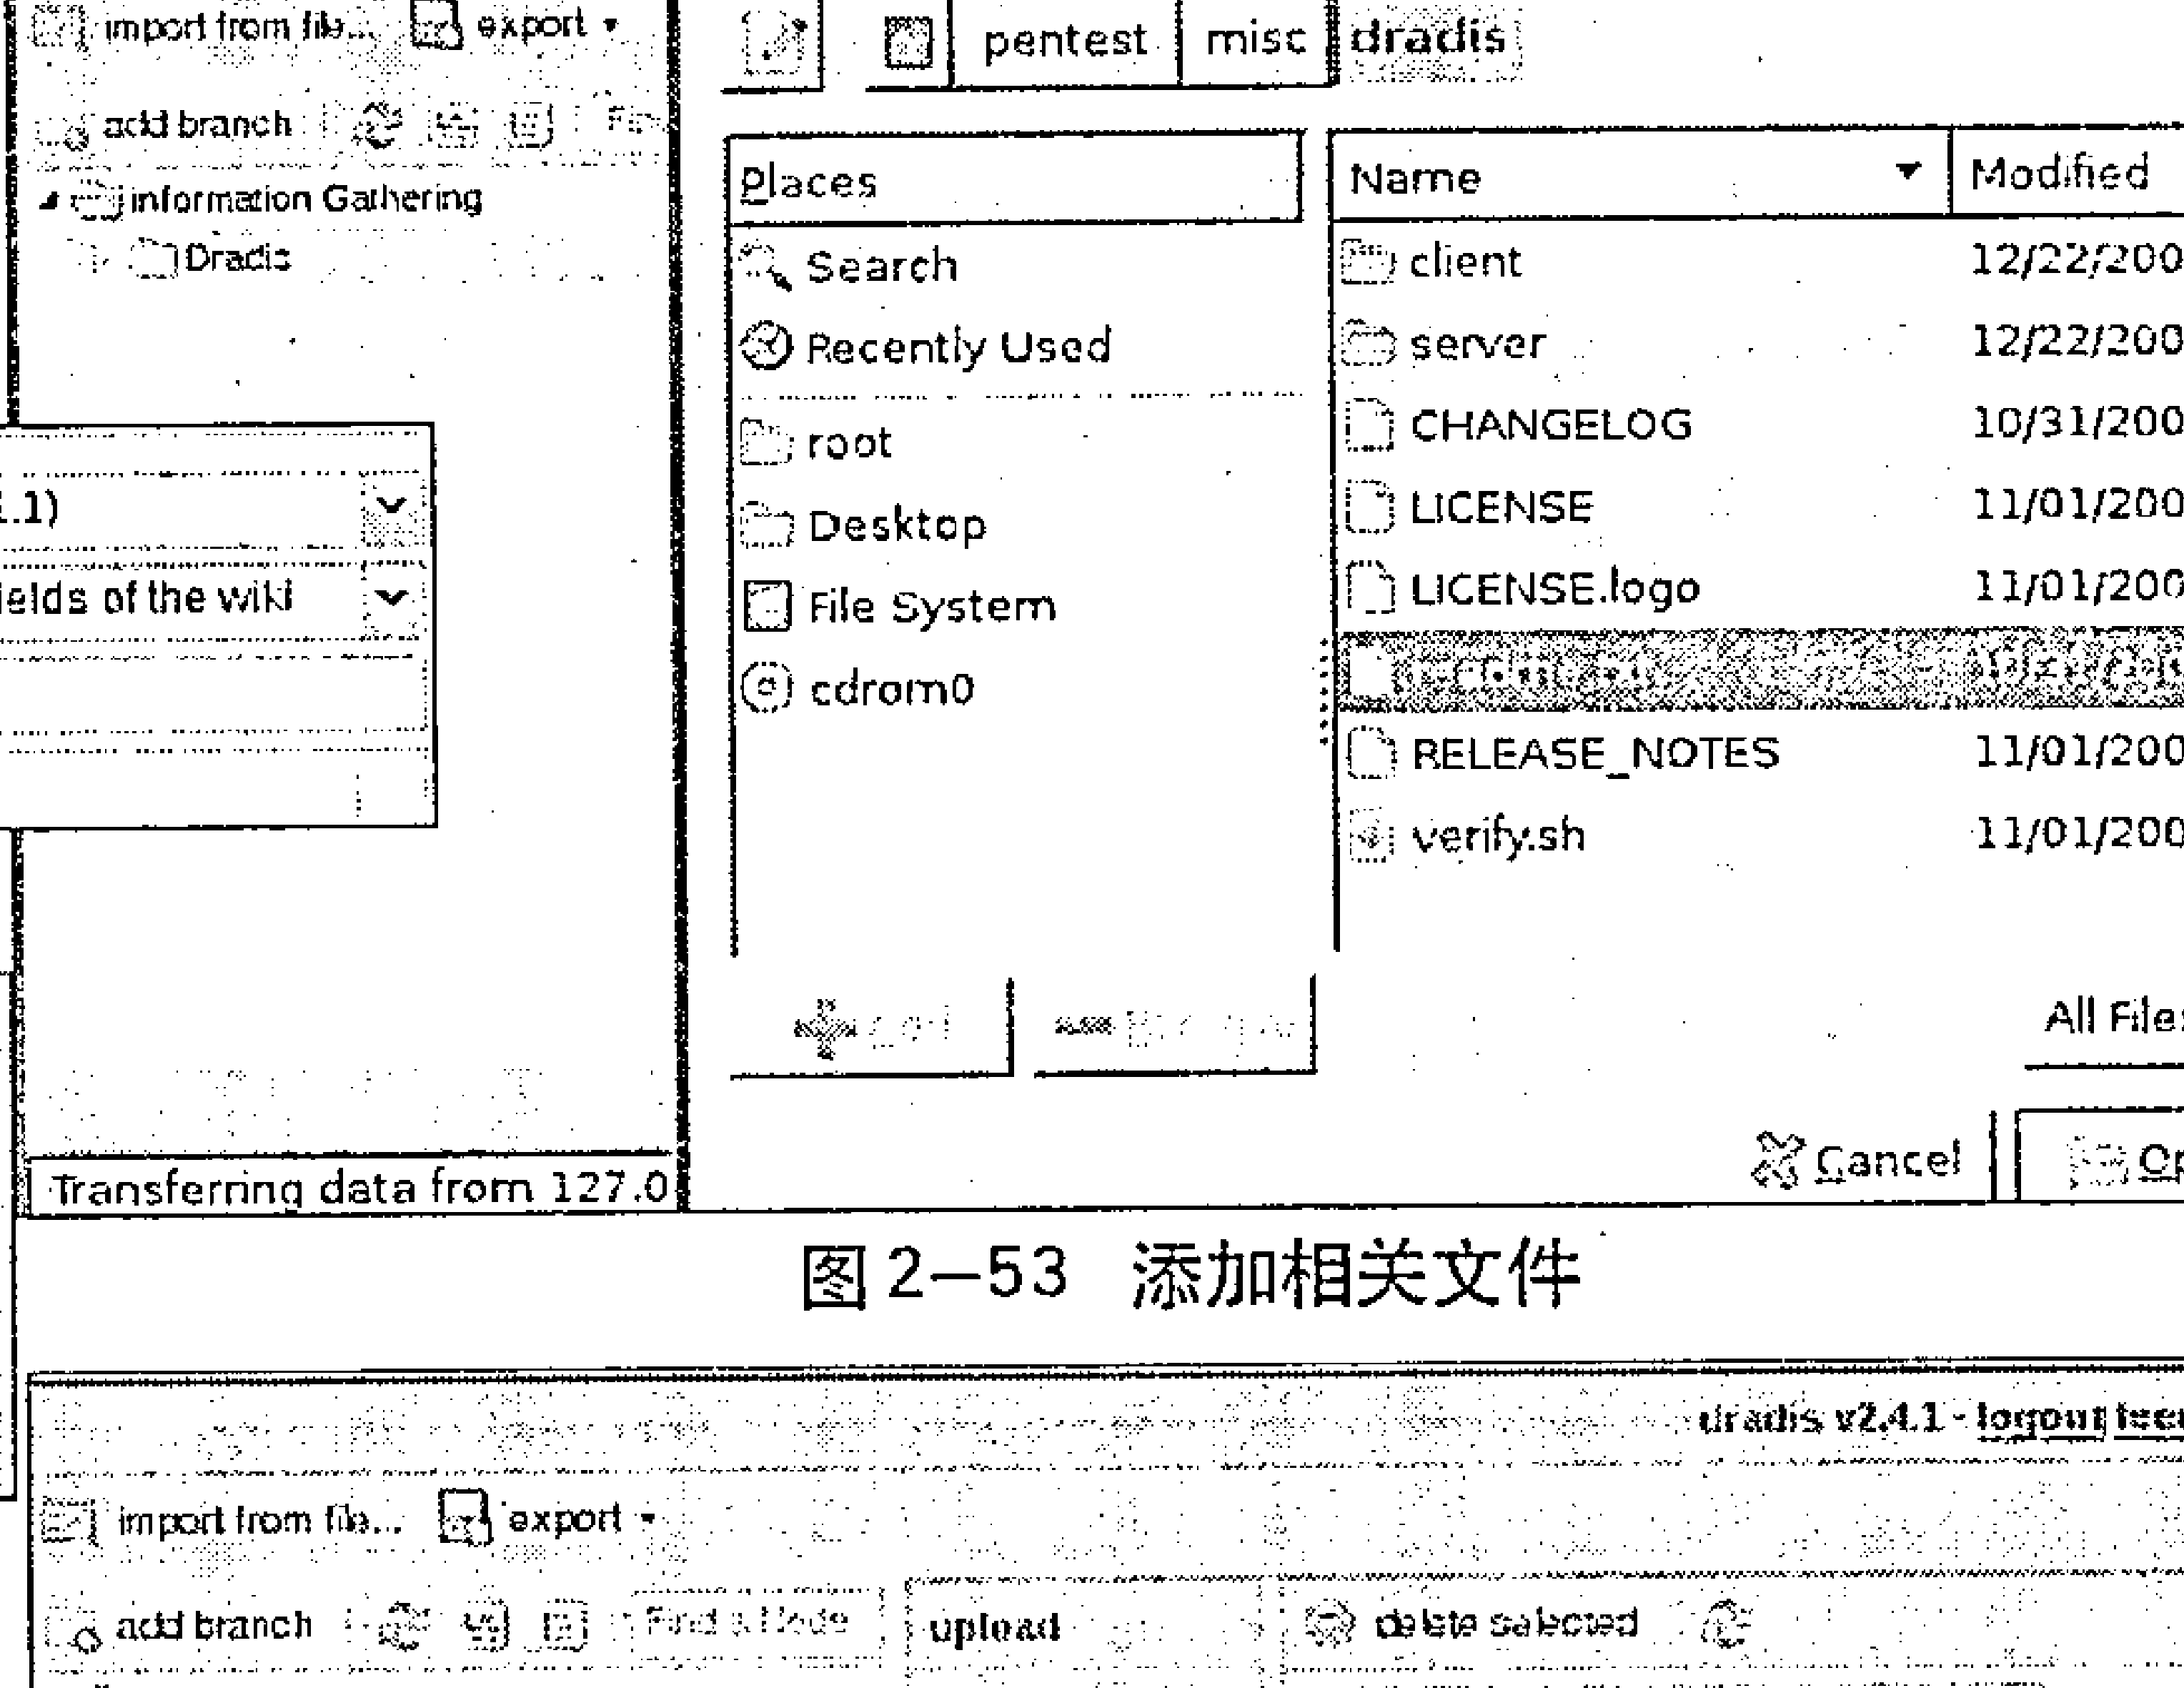 import from file... export
add branch
Information Gathering
Dradis
.1)
ields of the wiki
Transferring data from 127.0
pentest misc dradis
Places
Search
Recently Used
root
Desktop
File System
cdrom0
Name Modified
client 12/22/200
server 12/22/200
CHANGELOG 10/31/200
LICENSE 11/01/200
LICENSE.logo 11/01/200
RELEASE_NOTES 11/01/200
verify.sh 11/01/200
All Files
Cancel Op
图 2—53 添加相关文件
dradis v2.4.1 - logout
import from file... export
add branch Find a Node upload delete selected